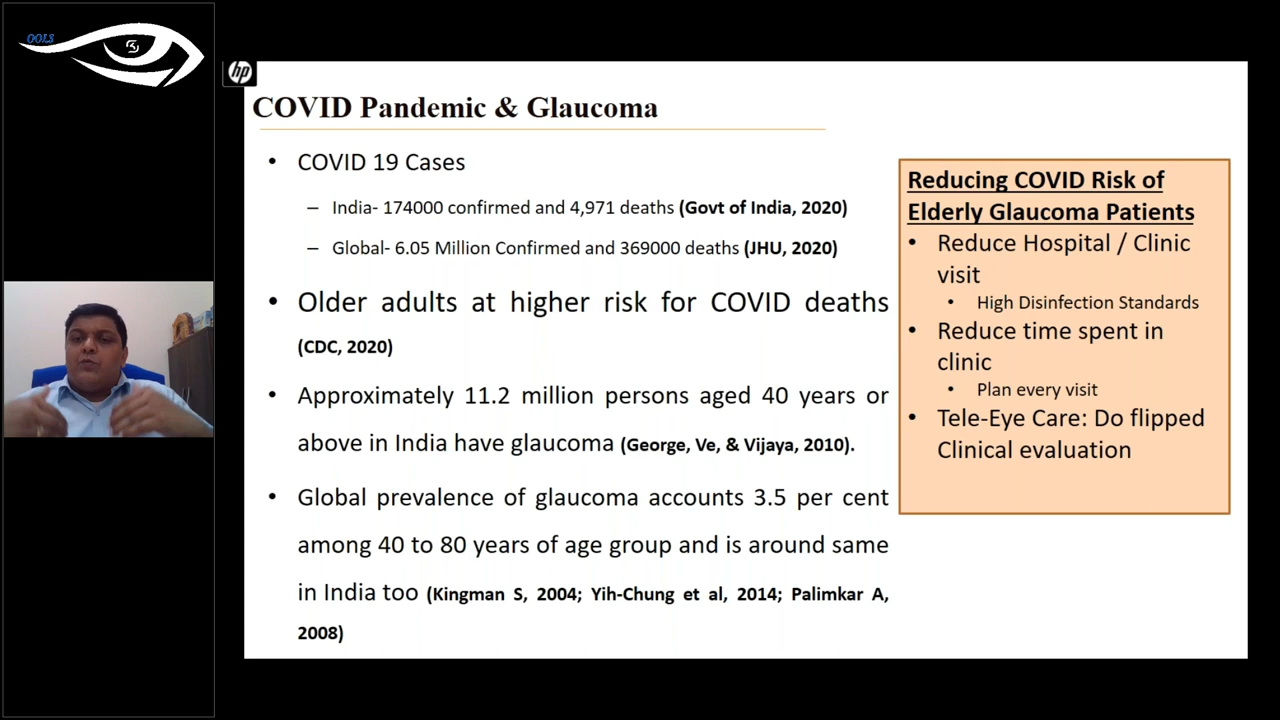 OOLS
hp
COVID Pandemic & Glaucoma
• COVID 19 Cases
– India- 174000 confirmed and 4,971 deaths (Govt of India, 2020)
– Global- 6.05 Million Confirmed and 369000 deaths (JHU, 2020)
• Older adults at higher risk for COVID deaths
(CDC, 2020)
• Approximately 11.2 million persons aged 40 years or
above in India have glaucoma (George, Ve, & Vijaya, 2010).
• Global prevalence of glaucoma accounts 3.5 per cent
among 40 to 80 years of age group and is around same
in India too (Kingman S, 2004; Yih-Chung et al, 2014; Palimkar A,
2008)
Reducing COVID Risk of
Elderly Glaucoma Patients
• Reduce Hospital / Clinic
visit
• High Disinfection Standards
• Reduce time spent in
clinic
• Plan every visit
• Tele-Eye Care: Do flipped
Clinical evaluation